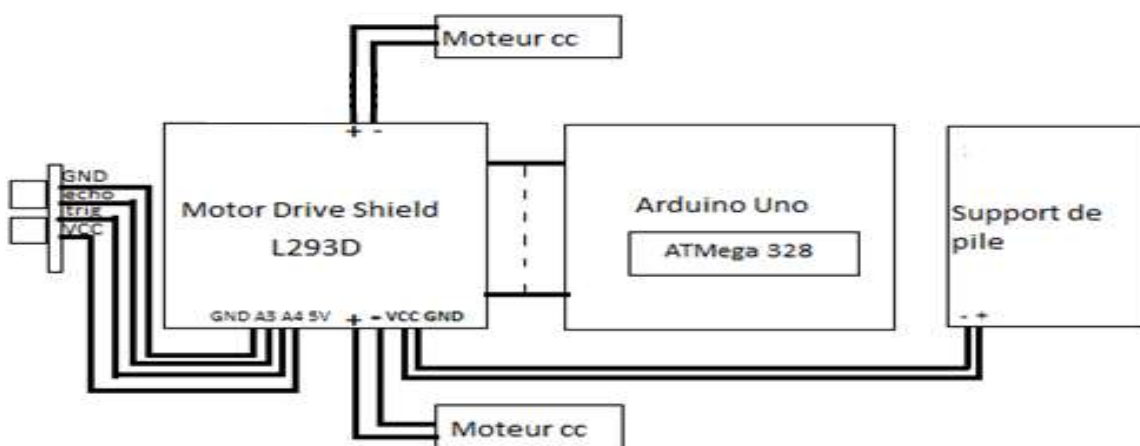 Moteur cc
+ -
GND
echo
trig
VCC
Motor Drive Shield
L293D
Arduino Uno
ATMega 328
Support de
pile
GND A3 A4 5V + - VCC GND
- +
Moteur cc